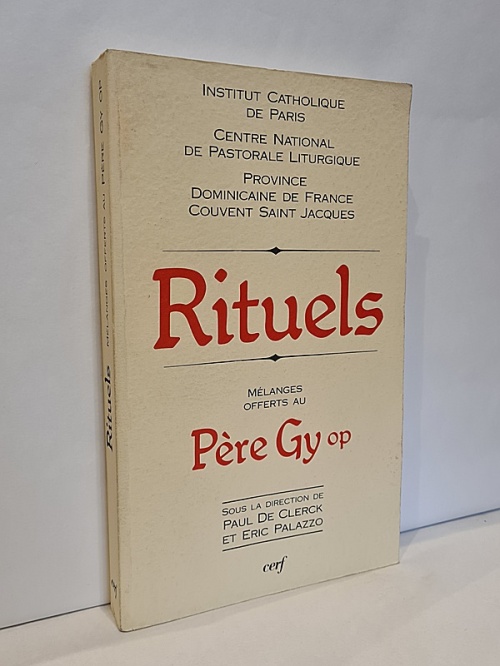 INSTITUT CATHOLIQUE
DE PARIS
CENTRE NATIONAL
DE PASTORALE LITURGIQUE
PROVINCE
DOMINICAINE DE FRANCE
COUVENT SAINT JACQUES
Rituels
MÉLANGES
OFFERTS AU
Père Gy op
SOUS LA DIRECTION DE
PAUL DE CLERCK
ET ERIC PALAZZO
cerf
Rituels MÉLANGES OFFERTS AU PÈRE GY OP
cerf